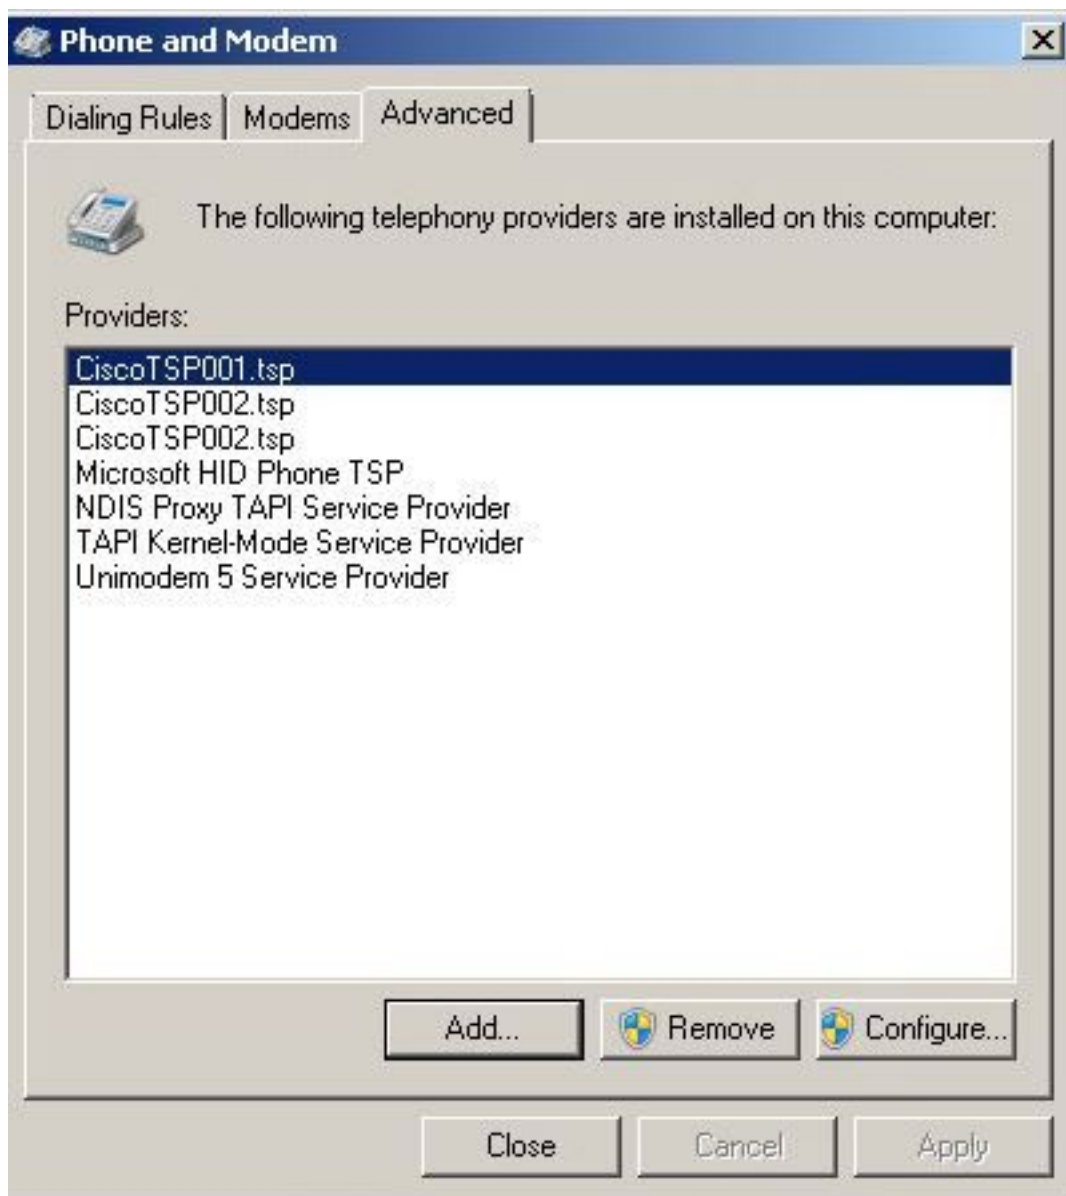 Phone and Modem
Dialing Rules
Modems
Advanced
The following telephony providers are installed on this computer:
Providers:
CiscoTSP001.tsp
CiscoTSP002.tsp
CiscoTSP002.tsp
Microsoft HID Phone TSP
NDIS Proxy TAPI Service Provider
TAPI Kernel-Mode Service Provider
Unimodem 5 Service Provider
Add...
Remove
Configure...
Close
Cancel
Apply